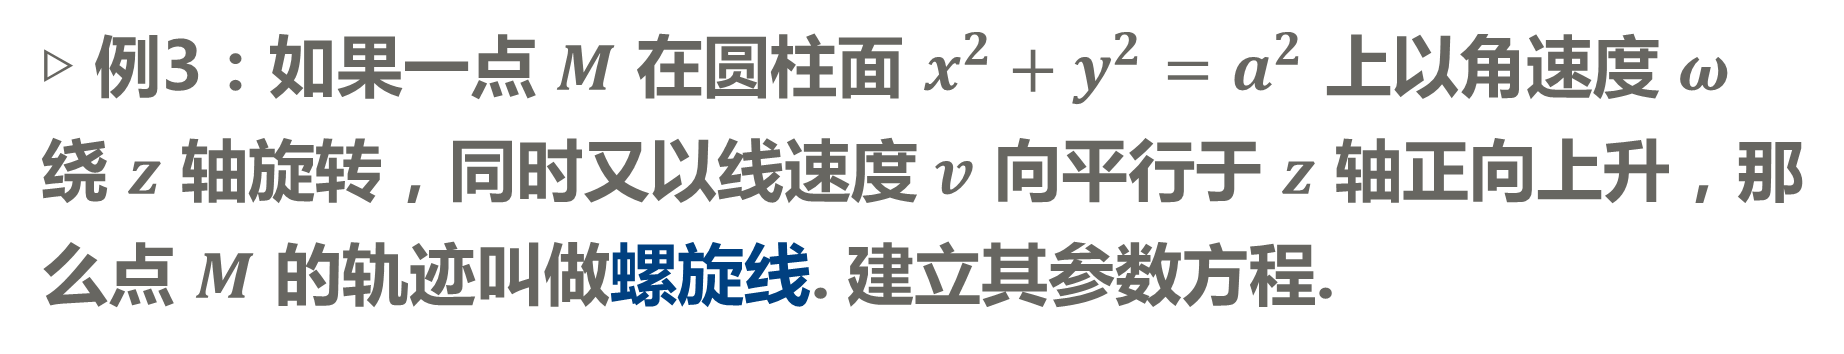 ▷ 例3：如果一点 M 在圆柱面 x² + y² = a² 上以角速度 ω
绕 z 轴旋转，同时又以线速度 v 向平行于 z 轴正向上升，那
么点 M 的轨迹叫做螺旋线. 建立其参数方程.